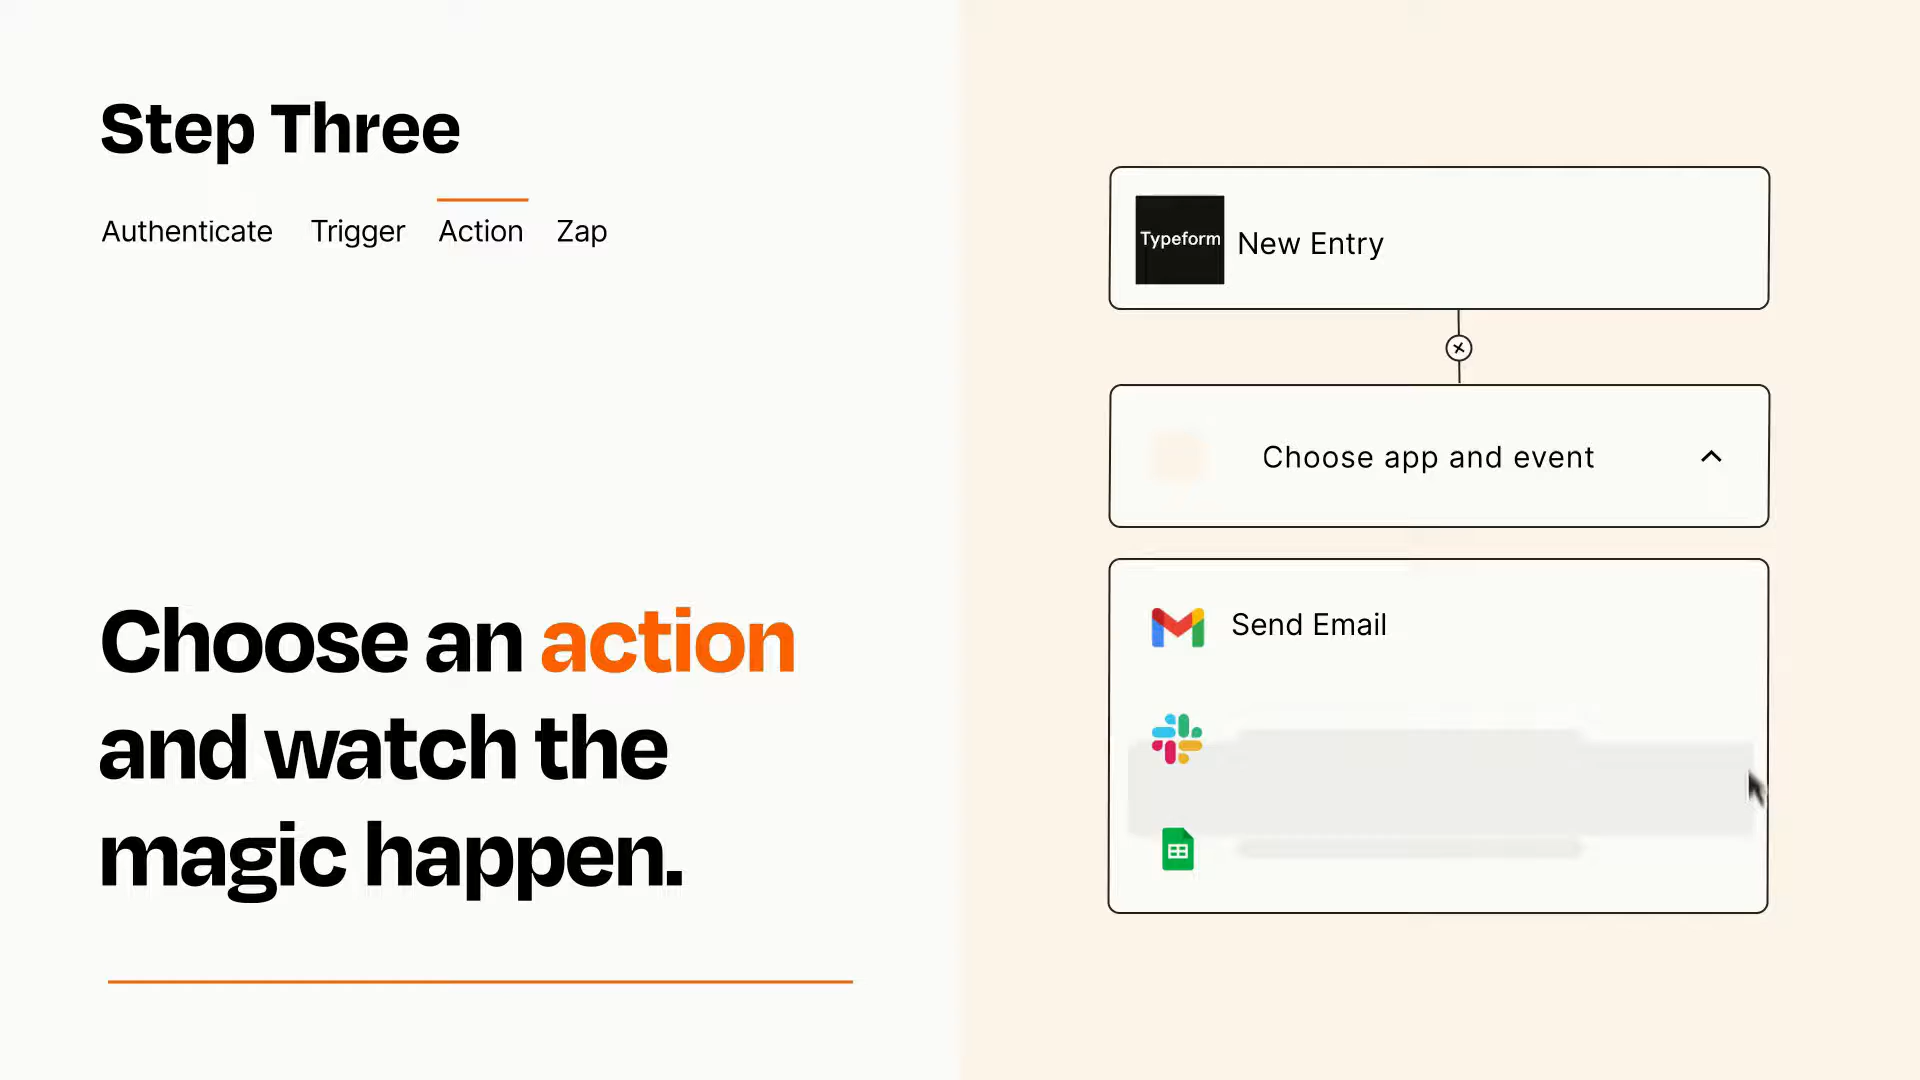 Step Three
Authenticate Trigger Action Zap
Choose an action
and watch the
magic happen.
Typeform New Entry
Choose app and event
Send Email